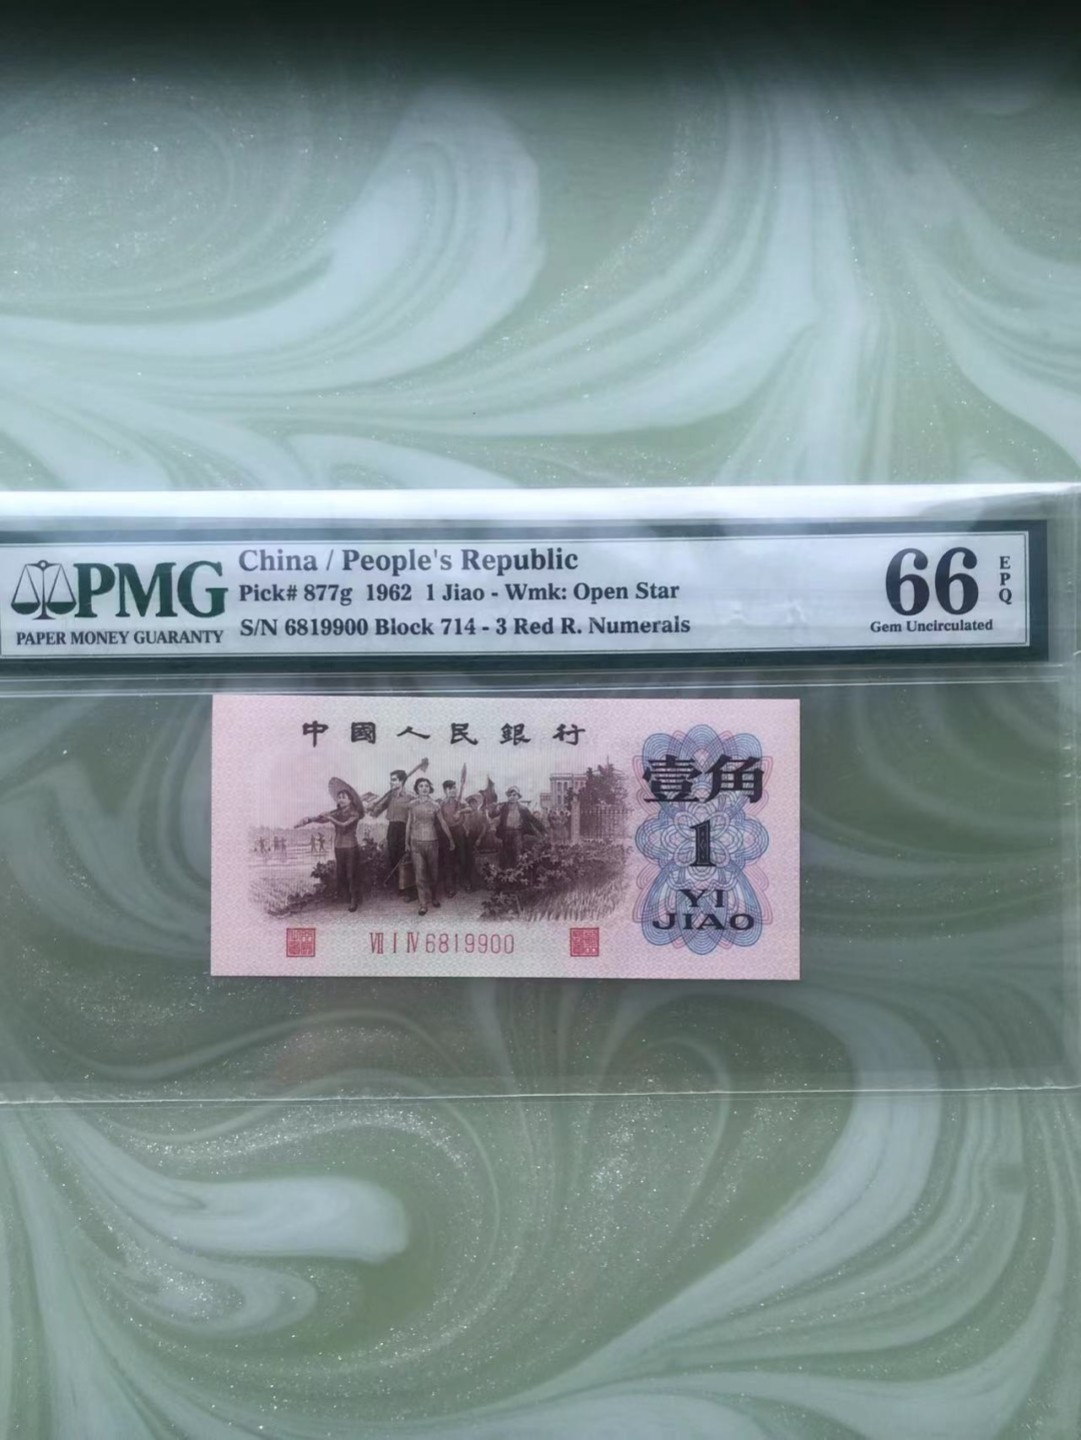 PMG
PAPER MONEY GUARANTY
China / People's Republic
Pick# 877g 1962 1 Jiao - Wmk: Open Star
S/N 6819900 Block 714 - 3 Red R. Numerals
66
EPQ
Gem Uncirculated
中國人民銀行
壹角
1
YI
JIAO
Ⅶ Ⅰ Ⅳ 6819900